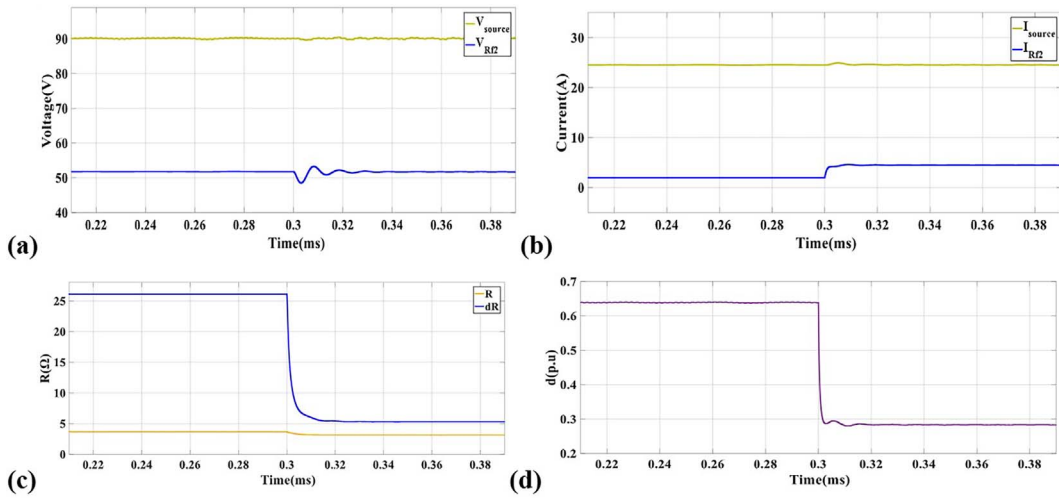 V source
V Rf2
90
80
70
60
50
40
Voltage(V)
0.22 0.24 0.26 0.28 0.3 0.32 0.34 0.36 0.38
Time(ms)
(a)
I source
I Rf2
30
20
10
0
Current(A)
0.22 0.24 0.26 0.28 0.3 0.32 0.34 0.36 0.38
Time(ms)
(b)
R
dR
25
20
15
10
5
0
R(Ω)
0.22 0.24 0.26 0.28 0.3 0.32 0.34 0.36 0.38
Time(ms)
(c)
0.7
0.6
0.5
0.4
0.3
0.2
d(p.u)
0.22 0.24 0.26 0.28 0.3 0.32 0.34 0.36 0.38
Time(ms)
(d)